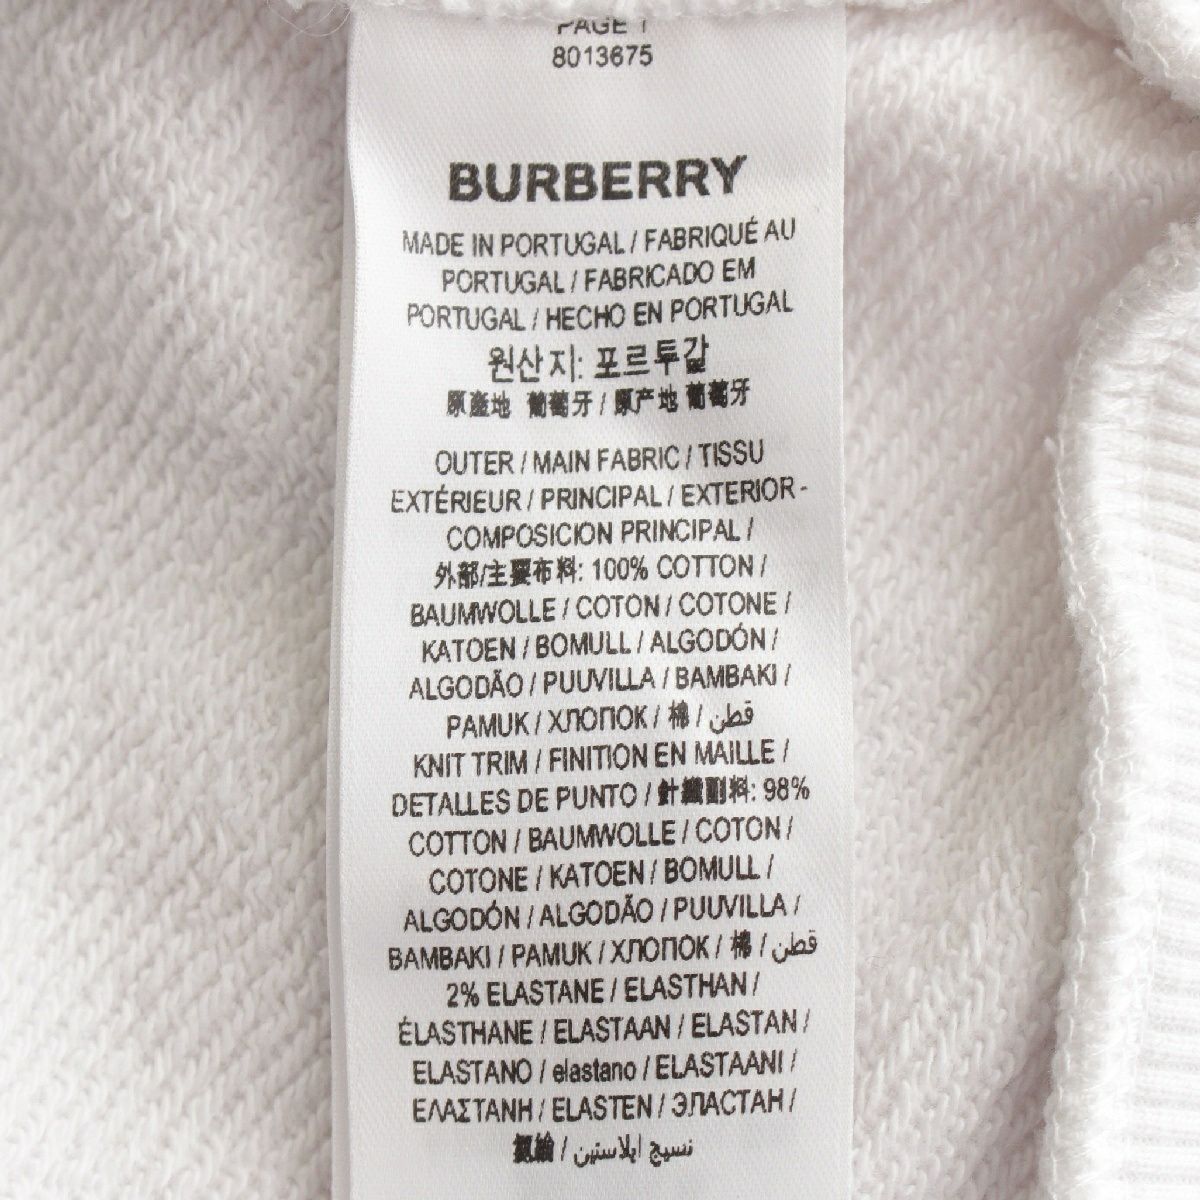 PAGE 1
8013675
BURBERRY
MADE IN PORTUGAL / FABRIQUÉ AU
PORTUGAL / FABRICADO EM
PORTUGAL / HECHO EN PORTUGAL
원산지: 포르투갈
原產地 葡萄牙 / 原产地 葡萄牙
OUTER / MAIN FABRIC / TISSU
EXTÉRIEUR / PRINCIPAL / EXTERIOR -
COMPOSICION PRINCIPAL /
外部/主要布料: 100% COTTON /
BAUMWOLLE / COTON / COTONE /
KATOEN / BOMULL / ALGODÓN /
ALGODÃO / PUUVILLA / BAMBAKI /
PAMUK / ХЛОПОК / 棉 / قطن
KNIT TRIM / FINITION EN MAILLE /
DETALLES DE PUNTO / 針織副料: 98%
COTTON / BAUMWOLLE / COTON /
COTONE / KATOEN / BOMULL /
ALGODÓN / ALGODÃO / PUUVILLA /
BAMBAKI / PAMUK / ХЛОПОК / 棉 / قطن
2% ELASTANE / ELASTHAN /
ÉLASTHANE / ELASTAAN / ELASTAN /
ELASTANO / elastano / ELASTAANI /
ΕΛΑΣΤΑΝΗ / ELASTEN / ЭЛАСТАН /
/ نسيج ايلاستين